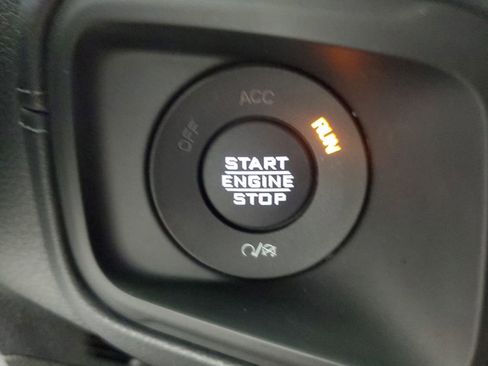 ACC
OFF
RUN
START
ENGINE
STOP